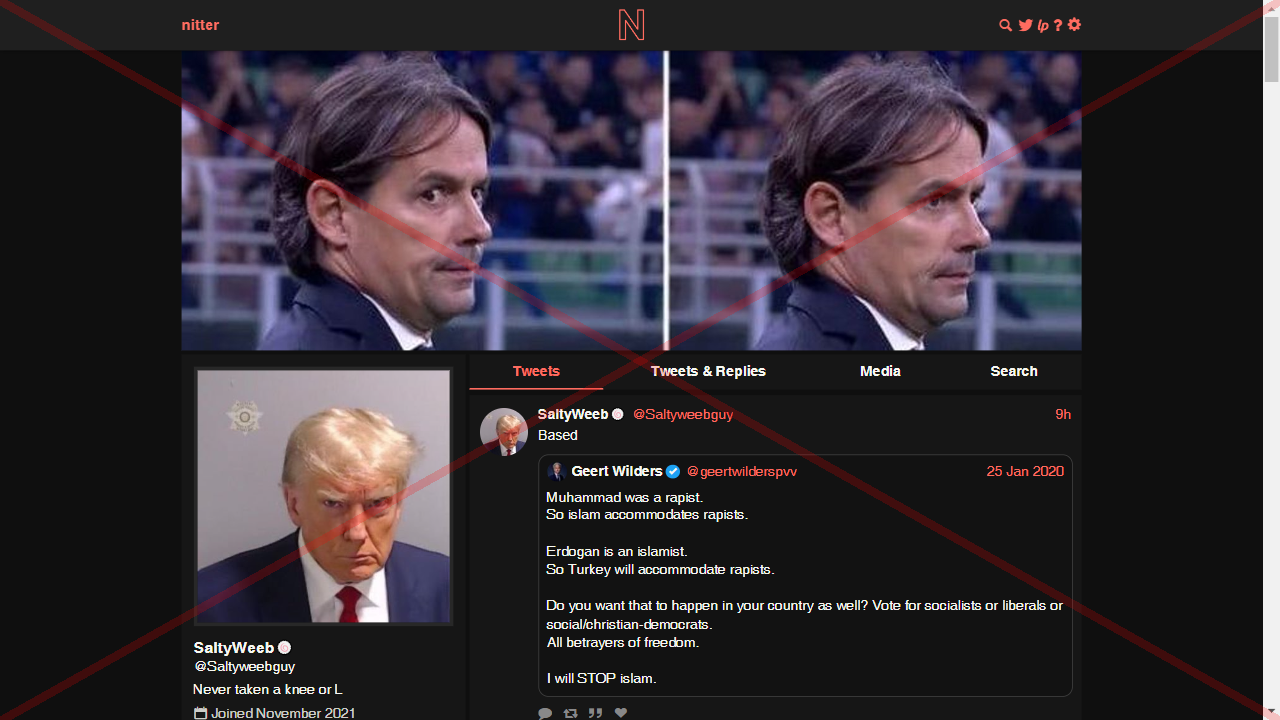 nitter
N
lp ?
Tweets
Tweets & Replies
Media
Search
SaltyWeeb @Saltyweebguy 9h
Based
Geert Wilders @geertwilderspvv 25 Jan 2020
Muhammad was a rapist.
So islam accommodates rapists.
Erdogan is an islamist.
So Turkey will accommodate rapists.
Do you want that to happen in your country as well? Vote for socialists or liberals or
social/christian-democrats.
All betrayers of freedom.
I will STOP islam.
SaltyWeeb
@Saltyweebguy
Never taken a knee or L
Joined November 2021